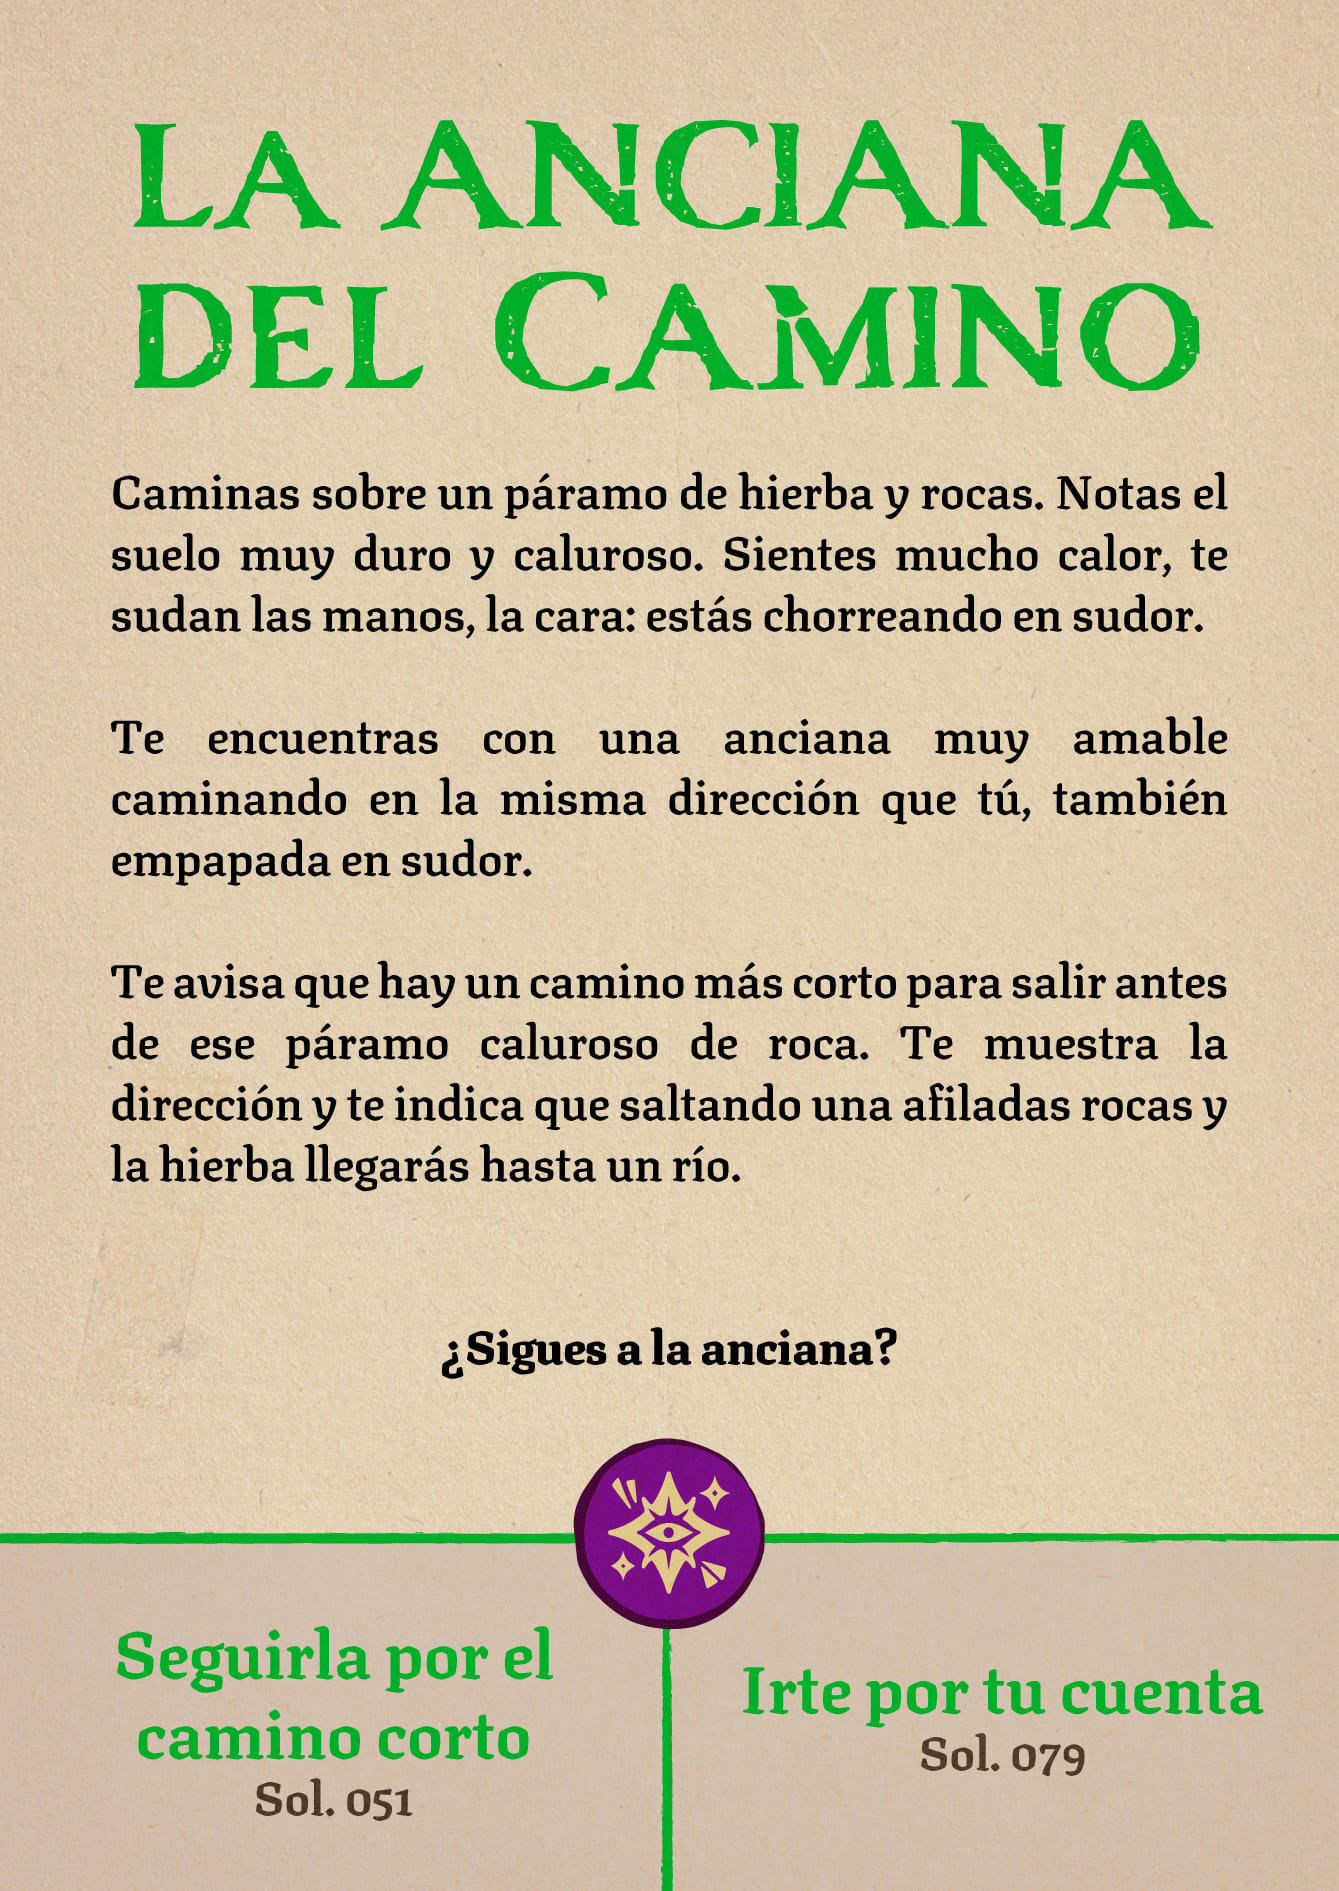 LA ANCIANA
DEL CAMINO
Caminas sobre un páramo de hierba y rocas. Notas el
suelo muy duro y caluroso. Sientes mucho calor, te
sudan las manos, la cara: estás chorreando en sudor.
Te encuentras con una anciana muy amable
caminando en la misma dirección que tú, también
empapada en sudor.
Te avisa que hay un camino más corto para salir antes
de ese páramo caluroso de roca. Te muestra la
dirección y te indica que saltando una afiladas rocas y
la hierba llegarás hasta un río.
¿Sigues a la anciana?
Seguirla por el
camino corto
Sol. 051
Irte por tu cuenta
Sol. 079